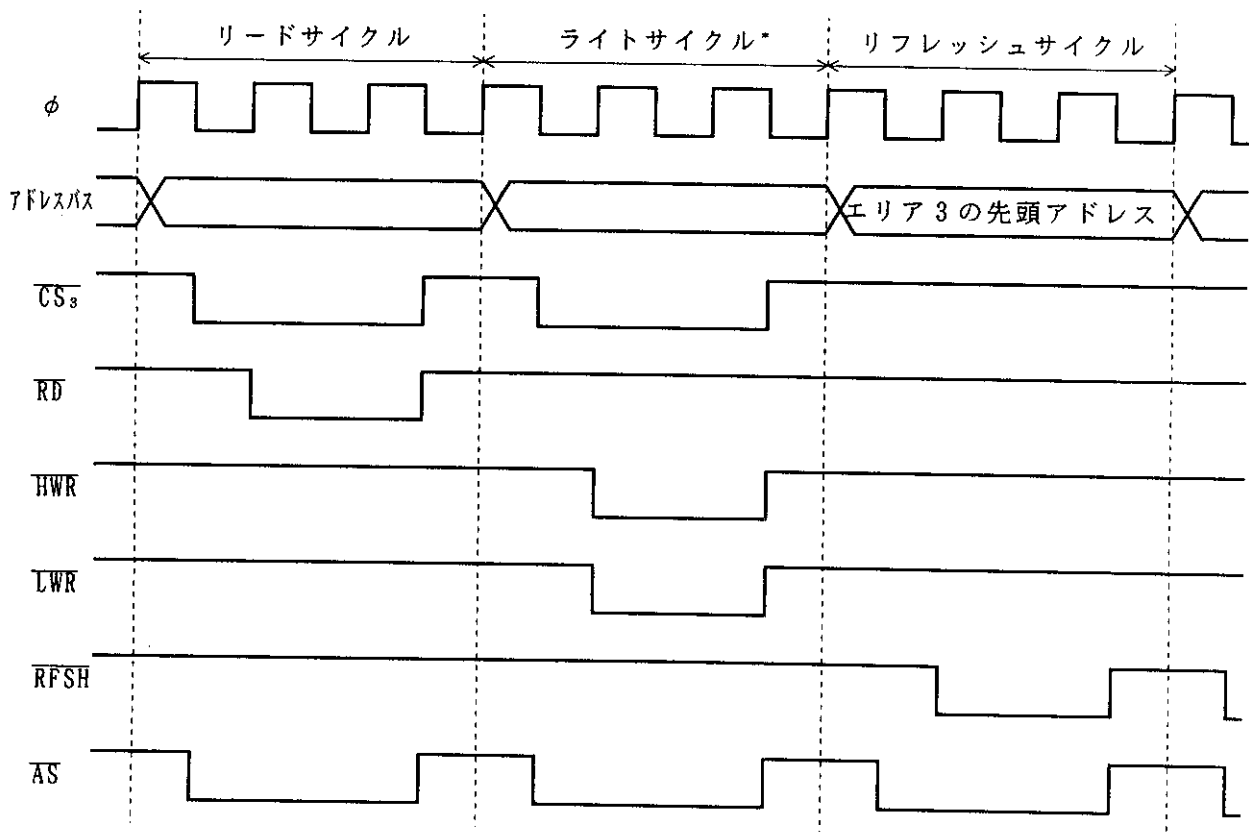 リードサイクル ライトサイクル* リフレッシュサイクル
φ
アドレスバス エリア3の先頭アドレス
CS₃
RD
HWR
LWR
RFSH
AS